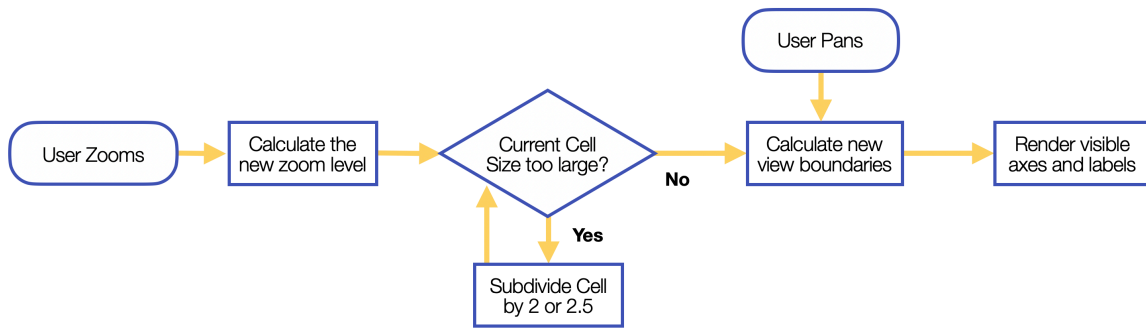 User Pans
User Zooms
Calculate the
new zoom level
Current Cell
Size too large?
No
Calculate new
view boundaries
Render visible
axes and labels
Yes
Subdivide Cell
by 2 or 2.5